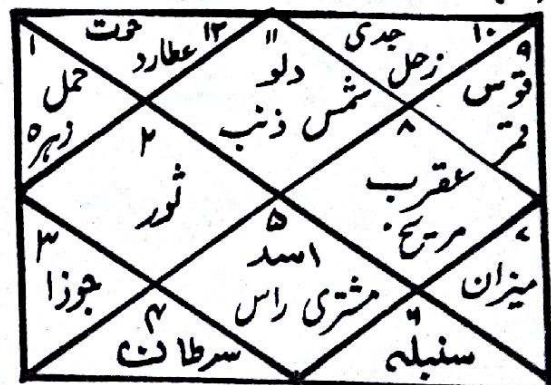 ۱۱
دلو
شمس ذنب
۱۲
حوت
عطارد
۱
حمل
زہرہ
۲
ثور
۳
جوزا
۴
سرطان
۵
اسد
مشتری راس
۶
سنبلہ
۷
میزان
۸
عقرب
مریخ
۹
قوس
قمر
۱۰
جدی
زحل